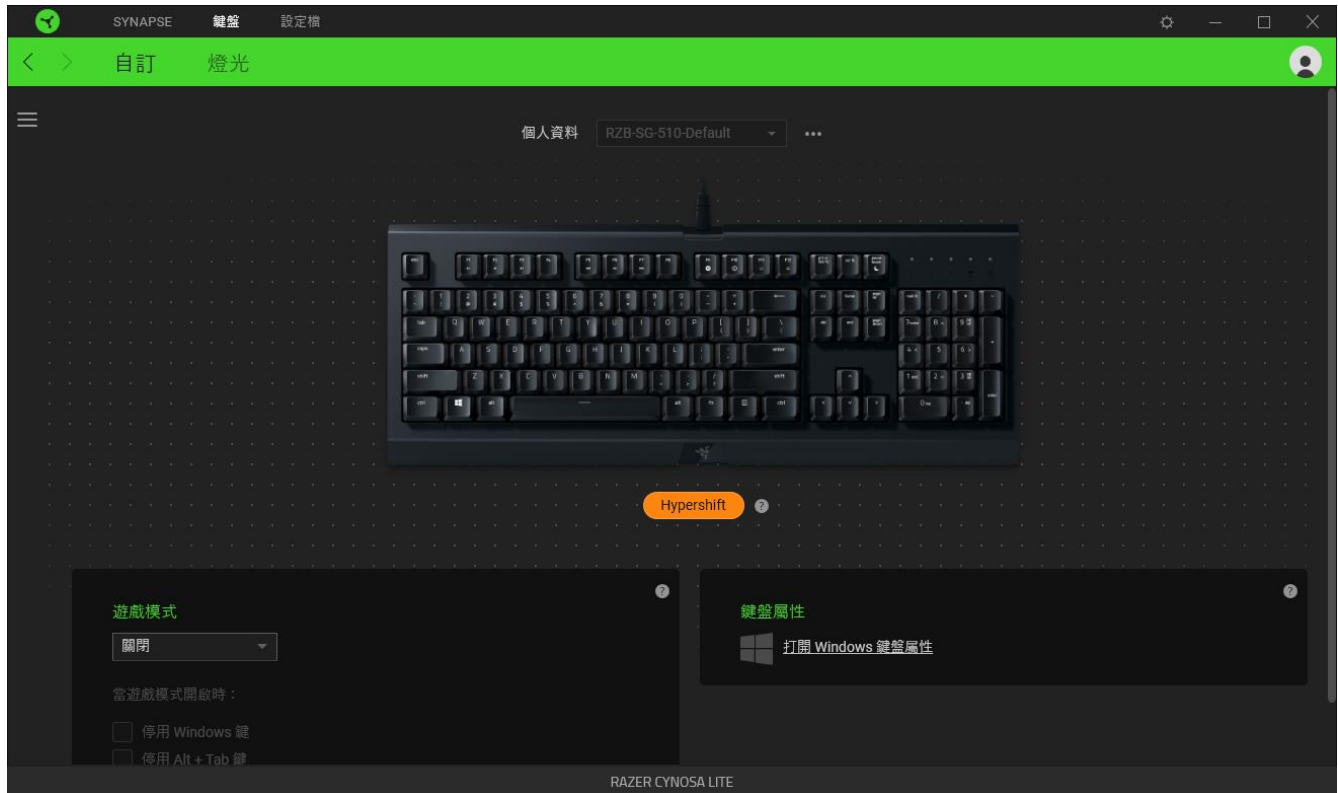 SYNAPSE 鍵盤 設定檔
自訂 燈光
個人資料 RZB-SG-510-Default
Hypershift
遊戲模式
關閉
當遊戲模式開啟時：
停用 Windows 鍵
停用 Alt + Tab 鍵
鍵盤屬性
打開 Windows 鍵盤屬性
RAZER CYNOSA LITE